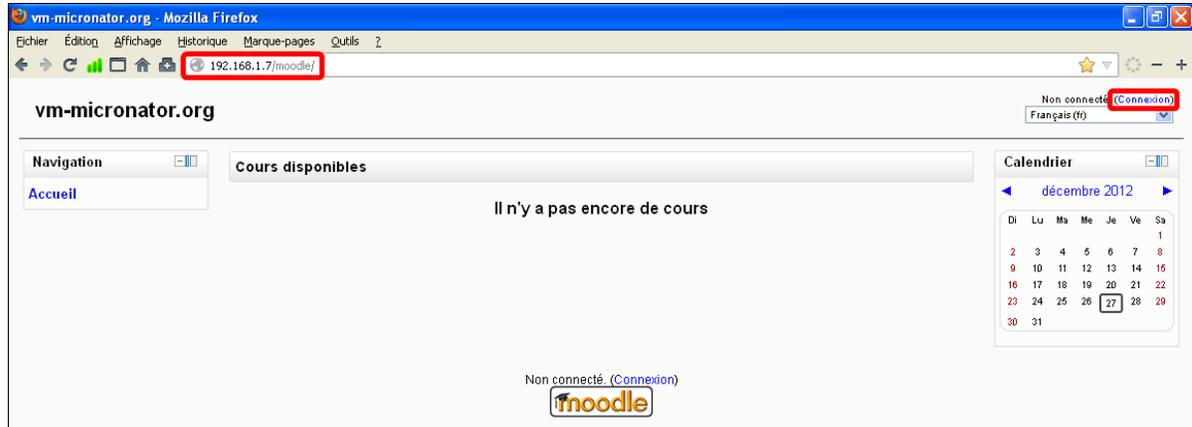 vm-micronator.org - Mozilla Firefox
Fichier Édition Affichage Historique Marque-pages Outils ?
192.168.1.7/moodle/
vm-micronator.org
Non connecté (Connexion)
Français (fr)
Navigation
Accueil
Cours disponibles
Il n'y a pas encore de cours
Calendrier
décembre 2012
Di Lu Ma Me Je Ve Sa
1
2 3 4 5 6 7 8
9 10 11 12 13 14 15
16 17 18 19 20 21 22
23 24 25 26 27 28 29
30 31
Non connecté. (Connexion)
moodle